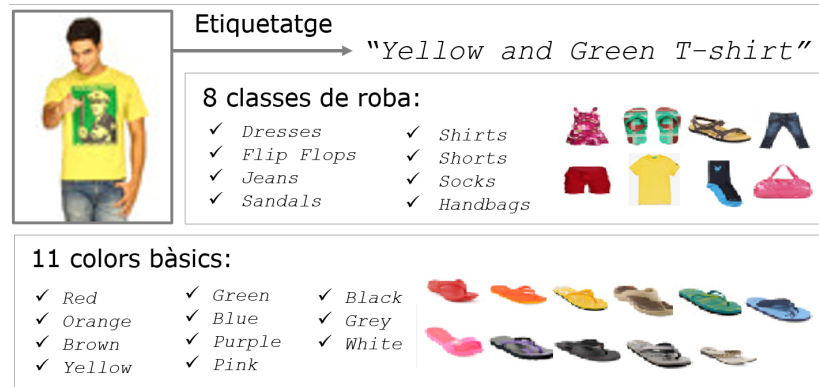 Etiquetatge
"Yellow and Green T-shirt"
8 classes de roba:
✓ Dresses
✓ Flip Flops
✓ Jeans
✓ Sandals
✓ Shirts
✓ Shorts
✓ Socks
✓ Handbags
11 colors bàsics:
✓ Red
✓ Orange
✓ Brown
✓ Yellow
✓ Green
✓ Blue
✓ Purple
✓ Pink
✓ Black
✓ Grey
✓ White